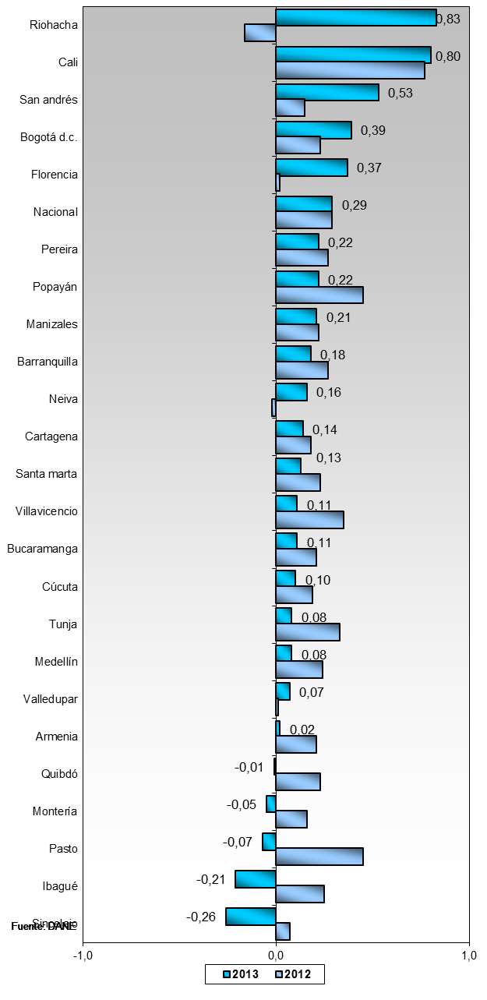 Riohacha 0,83
Cali 0,80
San andrés 0,53
Bogotá d.c. 0,39
Florencia 0,37
Nacional 0,29
Pereira 0,22
Popayán 0,22
Manizales 0,21
Barranquilla 0,18
Neiva 0,16
Cartagena 0,14
Santa marta 0,13
Villavicencio 0,11
Bucaramanga 0,11
Cúcuta 0,10
Tunja 0,08
Medellín 0,08
Valledupar 0,07
Armenia 0,02
Quibdó -0,01
Montería -0,05
Pasto -0,07
Ibagué -0,21
Sincelejo -0,26
Fuente: DANE
-1,0 0,0 1,0
2013 2012